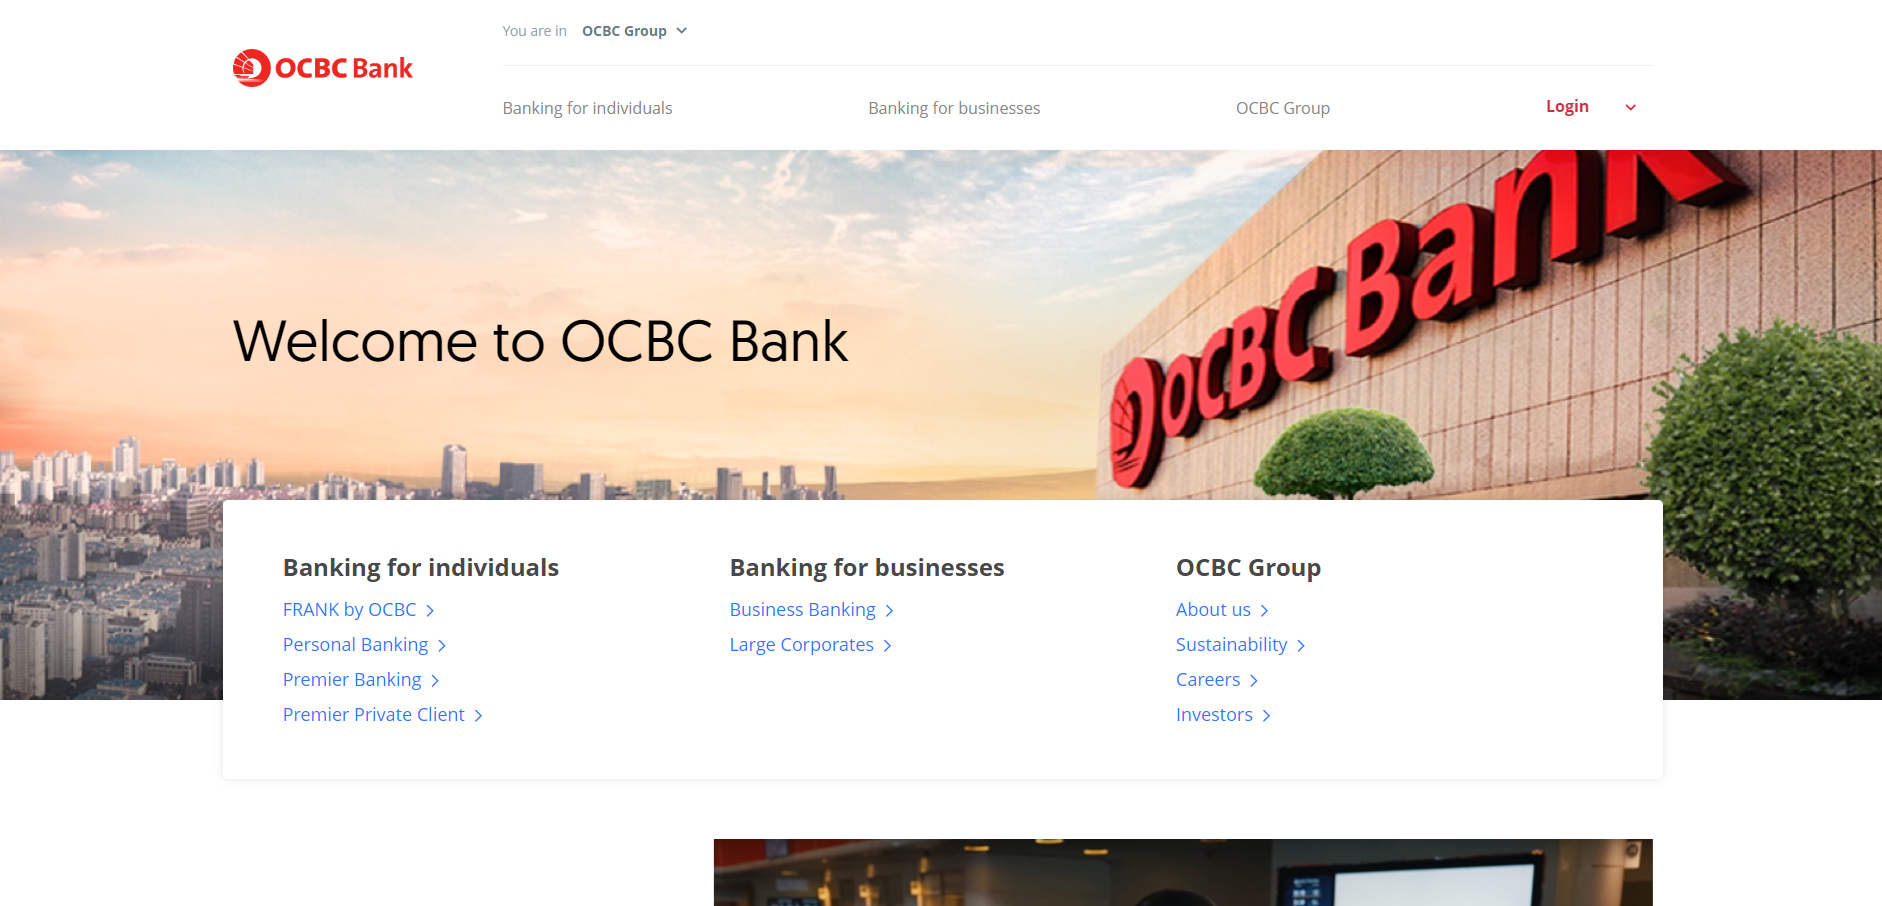 You are in OCBC Group
OCBC Bank
Banking for individuals
Banking for businesses
OCBC Group
Login
Welcome to OCBC Bank
OCBC Bank
Banking for individuals
FRANK by OCBC
Personal Banking
Premier Banking
Premier Private Client
Banking for businesses
Business Banking
Large Corporates
OCBC Group
About us
Sustainability
Careers
Investors